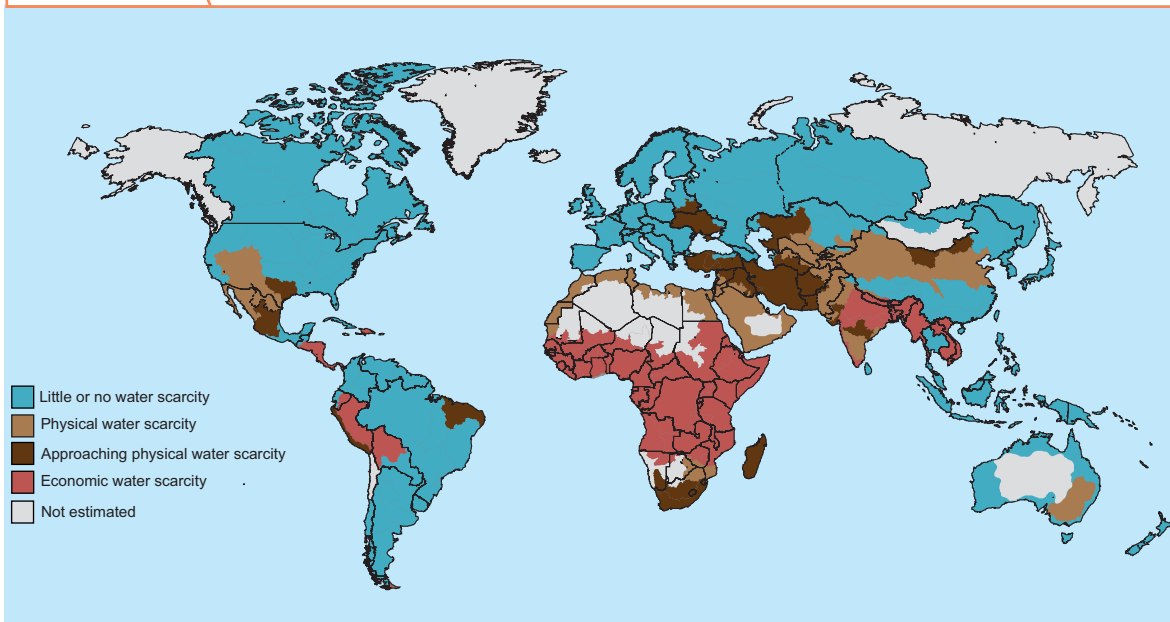 Little or no water scarcity
Physical water scarcity
Approaching physical water scarcity
Economic water scarcity
Not estimated